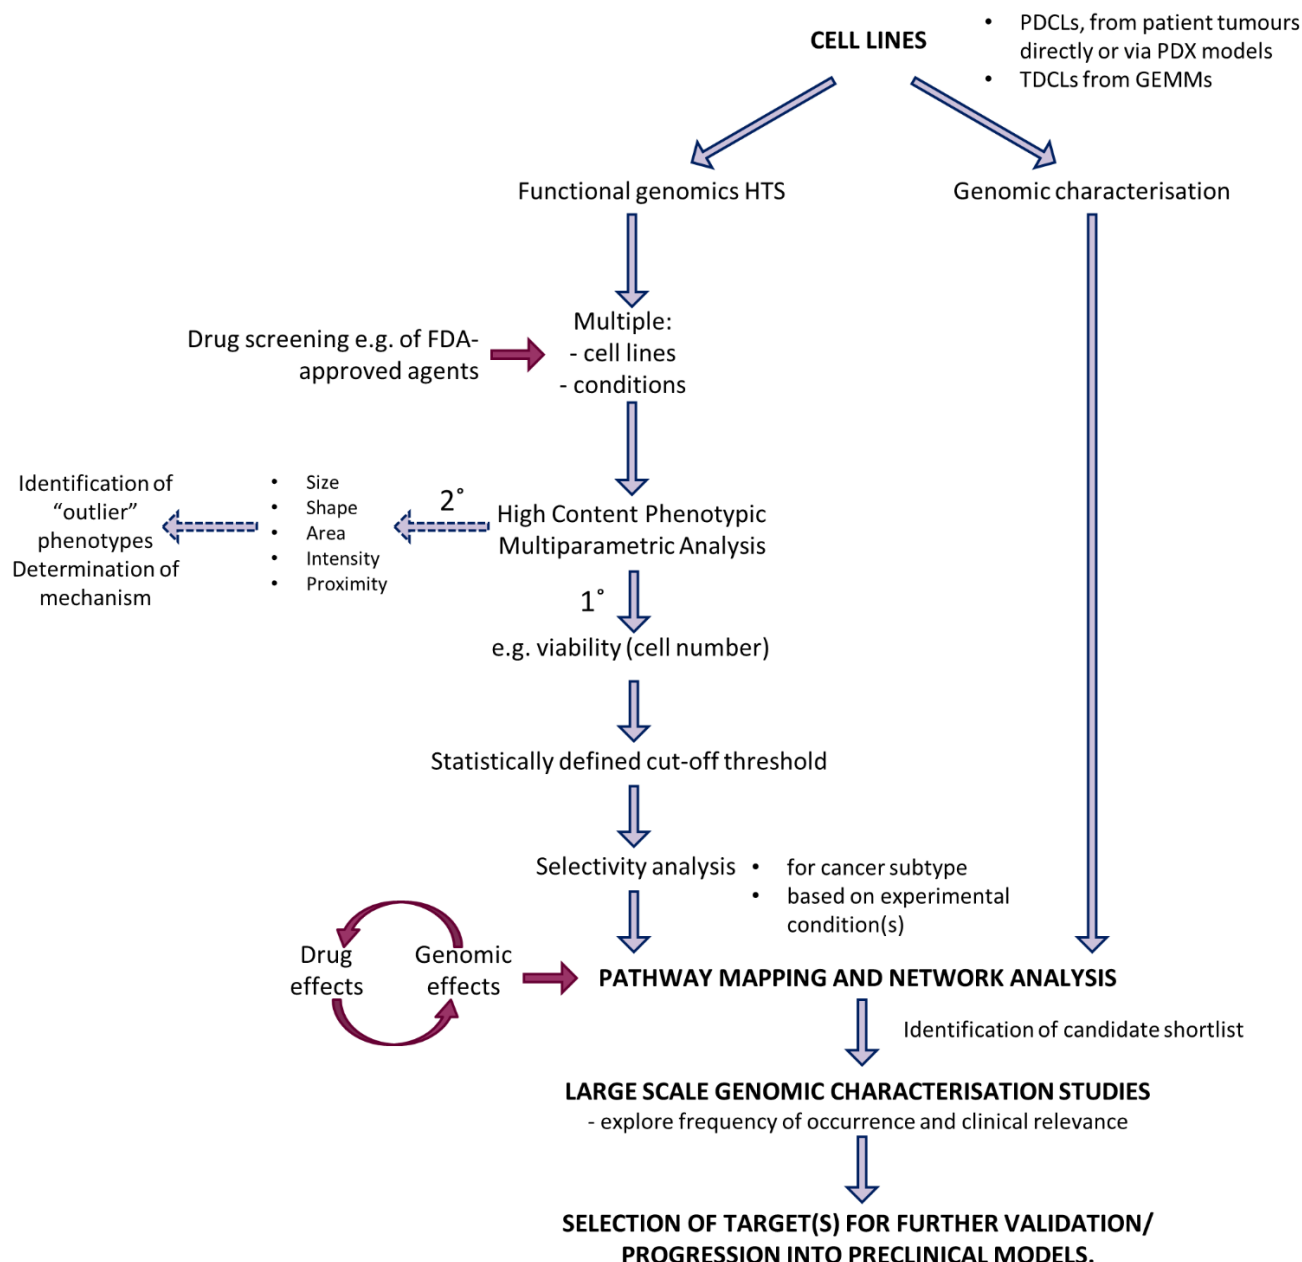 CELL LINES
• PDCLs, from patient tumours
directly or via PDX models
• TDCLs from GEMMs
Functional genomics HTS
Genomic characterisation
Drug screening e.g. of FDA-
approved agents
Multiple:
- cell lines
- conditions
Identification of
“outlier”
phenotypes
Determination of
mechanism
• Size
• Shape
• Area
• Intensity
• Proximity
2˚
High Content Phenotypic
Multiparametric Analysis
1˚
e.g. viability (cell number)
Statistically defined cut-off threshold
Selectivity analysis
• for cancer subtype
• based on experimental
condition(s)
Drug
effects
Genomic
effects
PATHWAY MAPPING AND NETWORK ANALYSIS
Identification of candidate shortlist
LARGE SCALE GENOMIC CHARACTERISATION STUDIES
- explore frequency of occurrence and clinical relevance
SELECTION OF TARGET(S) FOR FURTHER VALIDATION/
PROGRESSION INTO PRECLINICAL MODELS.